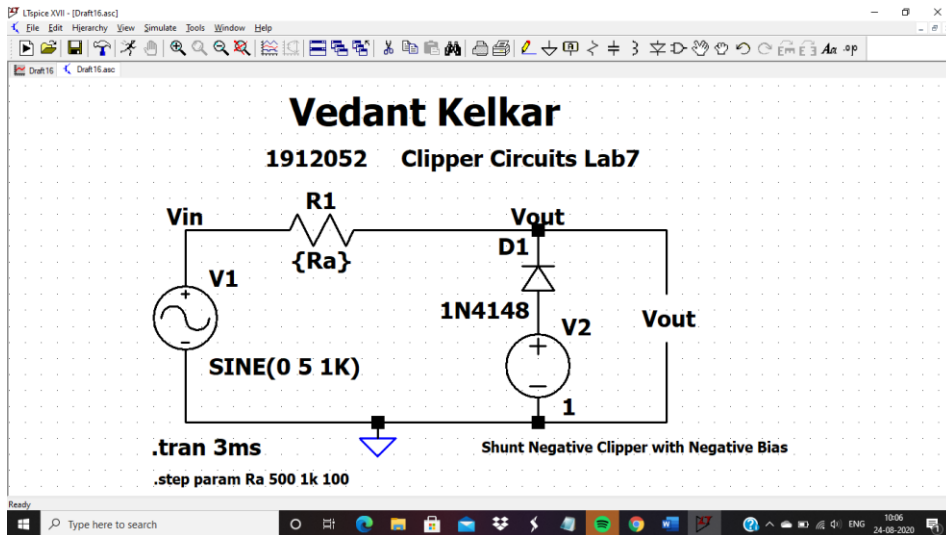 LTspice XVII - [Draft16.asc]
File Edit Hierarchy View Simulate Tools Window Help
Draft16 Draft16.asc
Vedant Kelkar
1912052 Clipper Circuits Lab7
R1
Vin
Vout
{Ra}
D1
V1
1N4148
V2
Vout
SINE(0 5 1K)
1
.tran 3ms
Shunt Negative Clipper with Negative Bias
.step param Ra 500 1k 100
Ready
Type here to search
ENG
10:06
24-08-2020